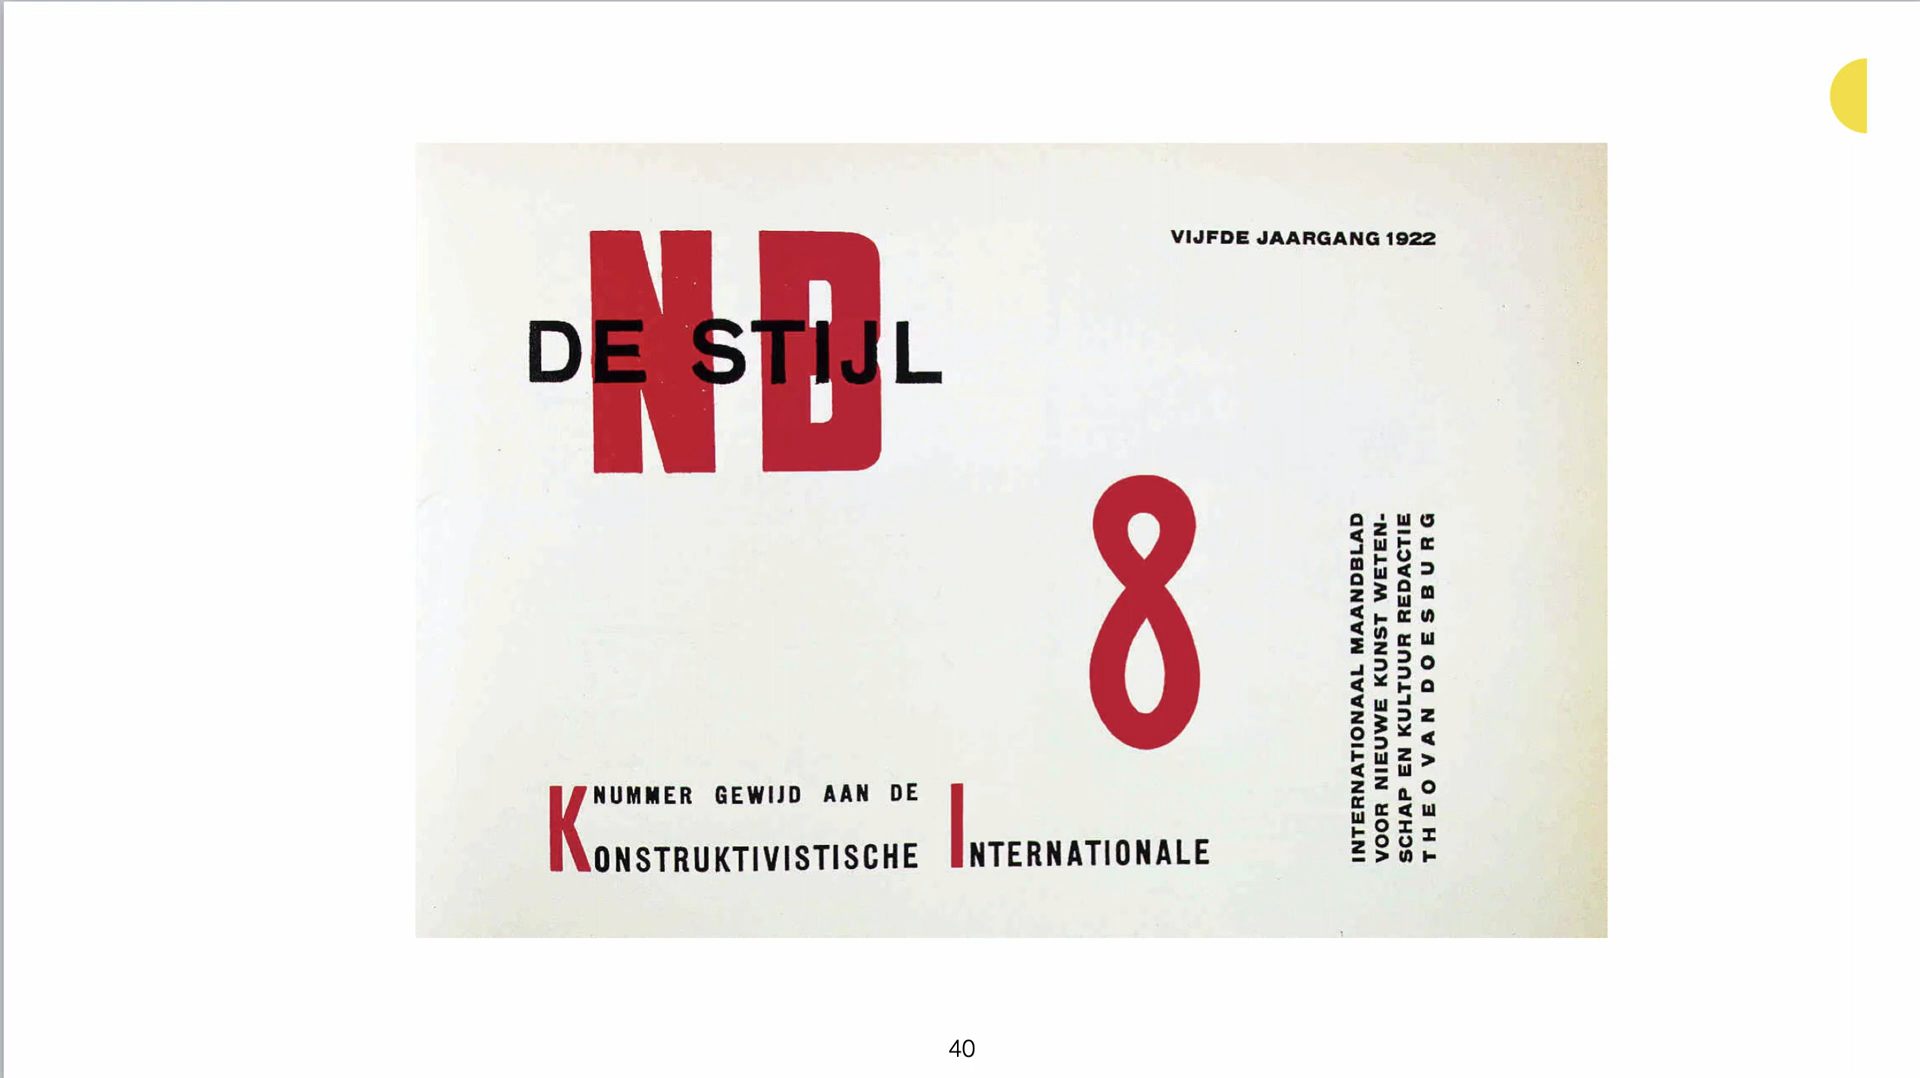 NB
DE STIJL
VIJFDE JAARGANG 1922
8
INTERNATIONAAL MAANDBLAD
VOOR NIEUWE KUNST WETEN-
SCHAP EN KULTUUR REDACTIE
THEO VAN DOESBURG
NUMMER GEWIJD AAN DE
KONSTRUKTIVISTISCHE INTERNATIONALE
40